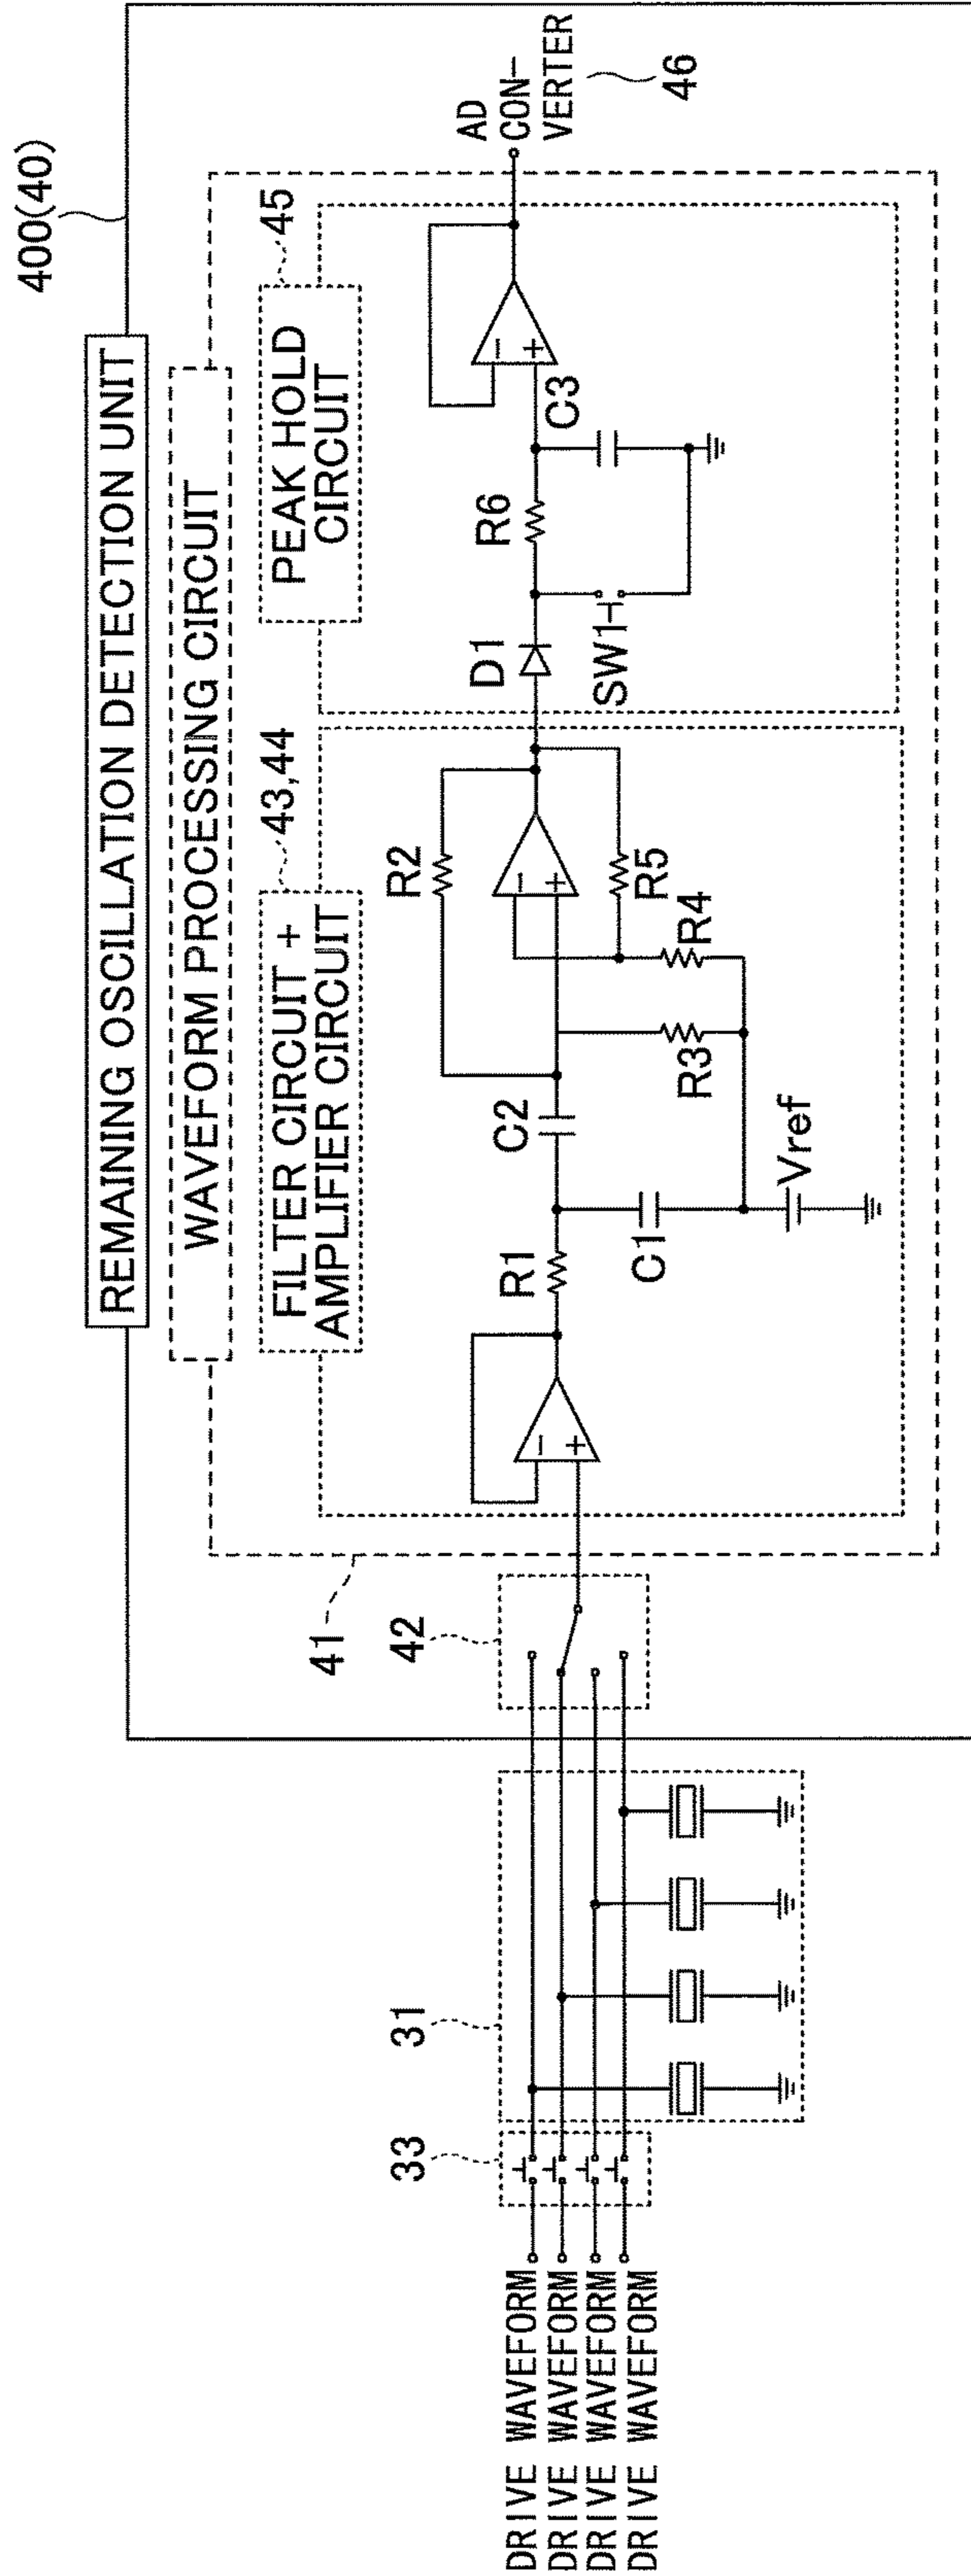 400(40)
REMAINING OSCILLATION DETECTION UNIT
WAVEFORM PROCESSING CIRCUIT
41
FILTER CIRCUIT +
AMPLIFIER CIRCUIT
43,44
PEAK HOLD
CIRCUIT
45
DRIVE WAVEFORM
DRIVE WAVEFORM
DRIVE WAVEFORM
DRIVE WAVEFORM
33
31
42
−
+
R1
C1
C2
Vref
R2
−
+
R3
R4
R5
D1
SW1
R6
C3
−
+
AD
CON-
VERTER
46